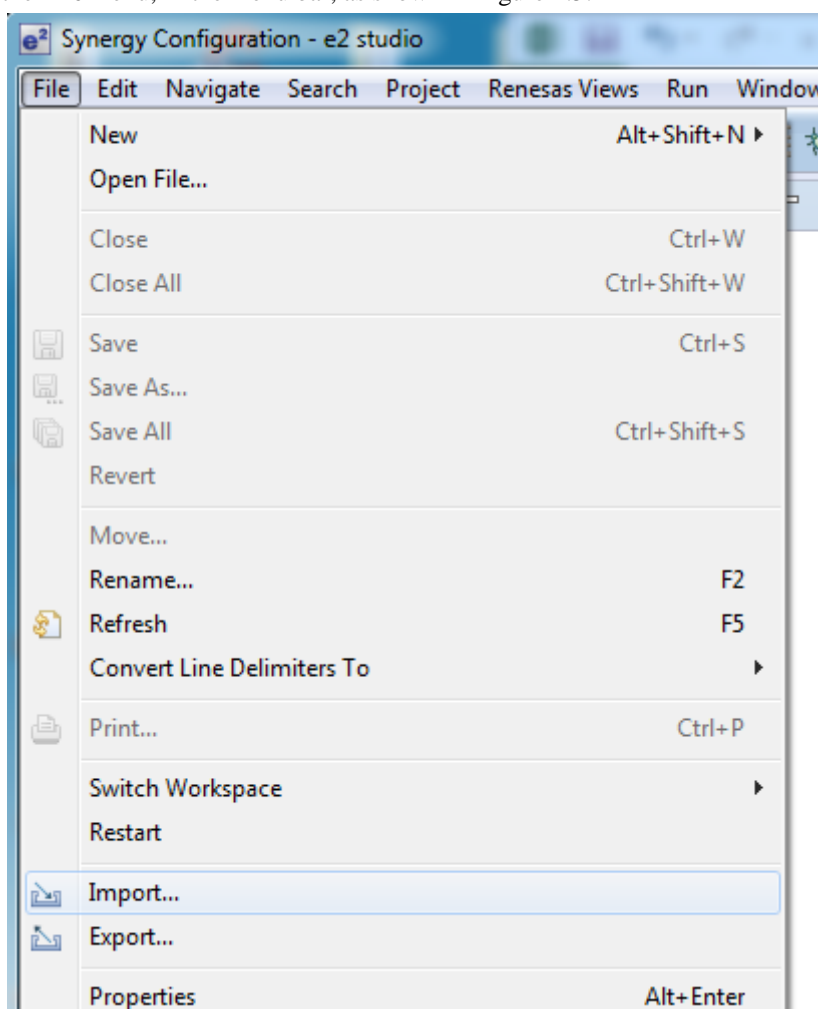 e² Synergy Configuration - e2 studio
File Edit Navigate Search Project Renesas Views Run Window
New Alt+Shift+N
Open File...
Close Ctrl+W
Close All Ctrl+Shift+W
Save Ctrl+S
Save As...
Save All Ctrl+Shift+S
Revert
Move...
Rename... F2
Refresh F5
Convert Line Delimiters To
Print... Ctrl+P
Switch Workspace
Restart
Import...
Export...
Properties Alt+Enter